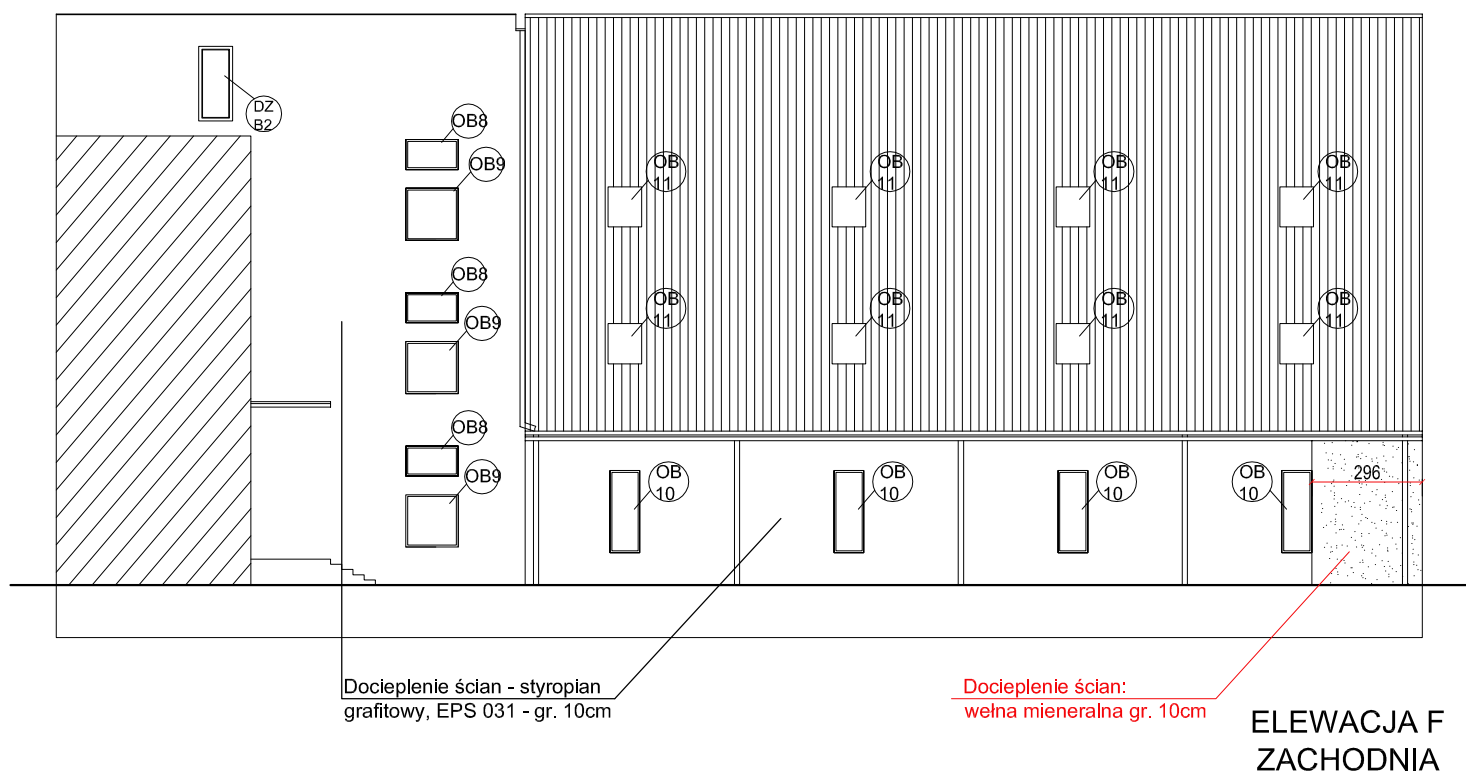 DZ
B2
OB8
OB9
OB
11
OB
11
OB
11
OB
11
OB8
OB9
OB
11
OB
11
OB
11
OB
11
OB8
OB9
OB
10
OB
10
OB
10
OB
10
296
Docieplenie ścian - styropian
grafitowy, EPS 031 - gr. 10cm
Docieplenie ścian:
wełna mieneralna gr. 10cm
ELEWACJA F
ZACHODNIA